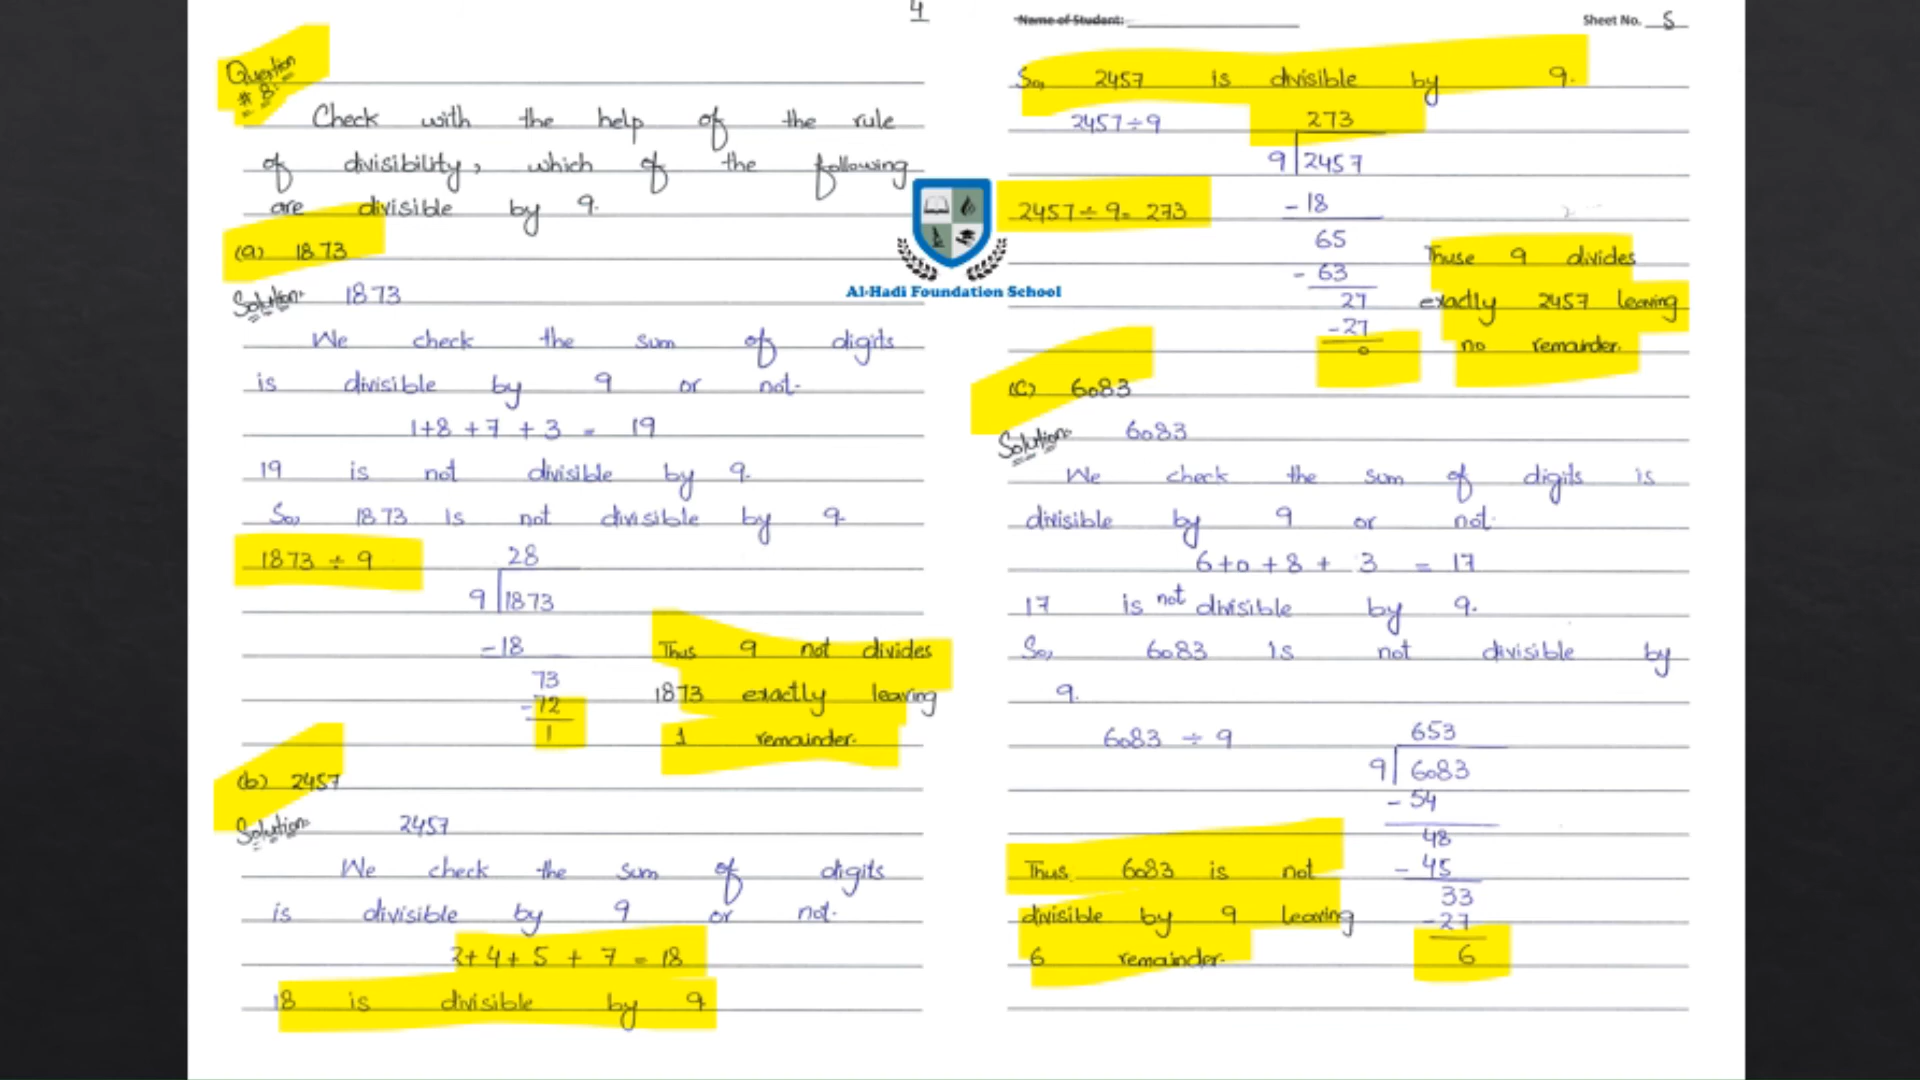 4
Question
# 8:
Check with the help of the rule
of divisibility, which of the following
are divisible by 9.
(a) 1873
Solution: 1873
We check the sum of digits
is divisible by 9 or not.
1+8+7+3 = 19
19 is not divisible by 9.
So, 1873 is not divisible by 9
1873 ÷ 9
28
9 1873
-18
73
-72
1
Thus 9 not divides
1873 exactly leaving
1 remainder.
(b) 2457
Solution: 2457
We check the sum of digits
is divisible by 9 or not.
2+4+5+7=18
18 is divisible by 9
Al-Hadi Foundation School
Name of Student:
Sheet No. 5
So, 2457 is divisible by 9.
2457÷9
273
9 2457
-18
65
-63
27
-27
0
2457÷9=273
Thuse 9 divides
exactly 2457 leaving
no remainder.
(c) 6083
Solution: 6083
We check the sum of digits is
divisible by 9 or not.
6+0+8+3 = 17
17 is not divisible by 9.
So, 6083 is not divisible by
9.
6083 ÷ 9
653
9 6083
-54
48
-45
33
-27
6
Thus 6083 is not
divisible by 9 leaving
6 remainder.